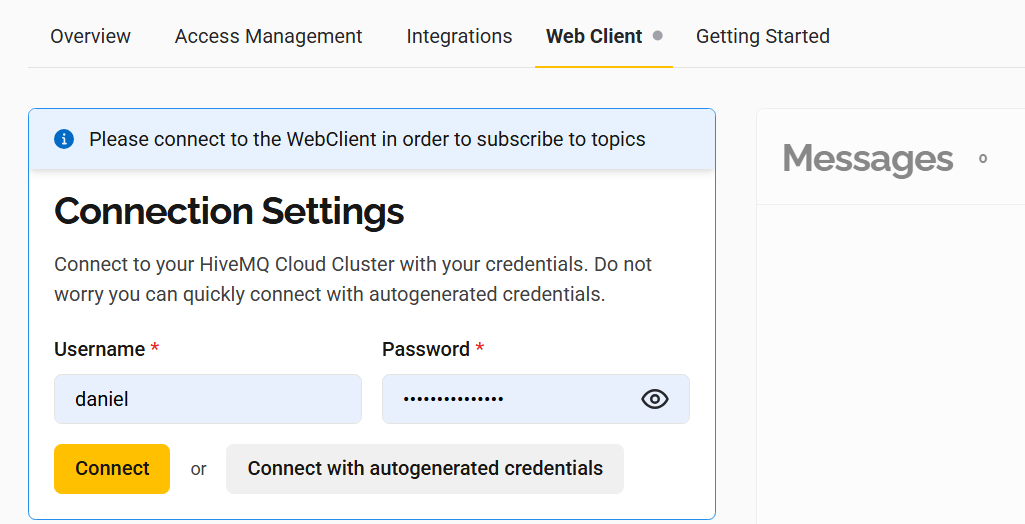 Overview Access Management Integrations Web Client Getting Started
Please connect to the WebClient in order to subscribe to topics
Messages 0
Connection Settings
Connect to your HiveMQ Cloud Cluster with your credentials. Do not
worry you can quickly connect with autogenerated credentials.
Username * Password *
daniel •••••••••••••••
Connect or Connect with autogenerated credentials